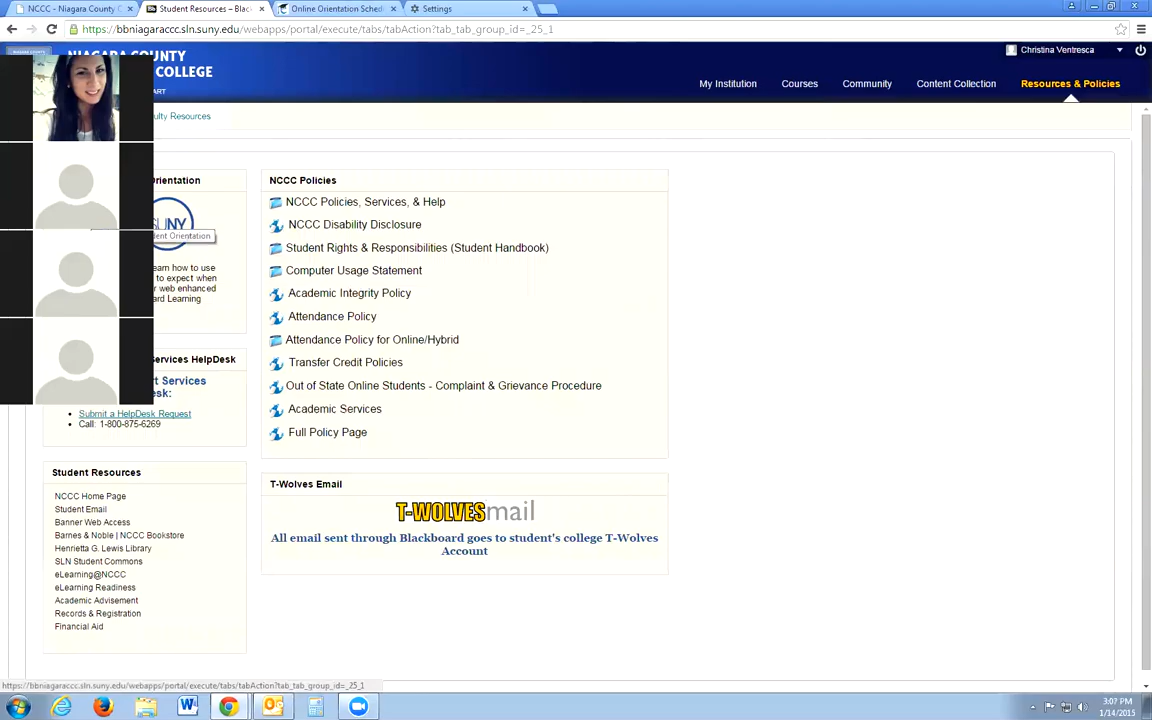 NCCC - Niagara County C
Student Resources – Blac
Online Orientation Sched
Settings
https://bbniagaraccc.sln.suny.edu/webapps/portal/execute/tabs/tabAction?tab_tab_group_id=_25_1
NIAGARA COUNTY
COLLEGE
ART
Christina Ventresca
My Institution
Courses
Community
Content Collection
Resources & Policies
ulty Resources
Orientation
SUNY
dent Orientation
earn how to use
to expect when
r web enhanced
ard Learning
ervices HelpDesk
t Services
sk:
Submit a HelpDesk Request
Call: 1-800-875-6269
Student Resources
NCCC Home Page
Student Email
Banner Web Access
Barnes & Noble | NCCC Bookstore
Henrietta G. Lewis Library
SLN Student Commons
eLearning@NCCC
eLearning Readiness
Academic Advisement
Records & Registration
Financial Aid
NCCC Policies
NCCC Policies, Services, & Help
NCCC Disability Disclosure
Student Rights & Responsibilities (Student Handbook)
Computer Usage Statement
Academic Integrity Policy
Attendance Policy
Attendance Policy for Online/Hybrid
Transfer Credit Policies
Out of State Online Students - Complaint & Grievance Procedure
Academic Services
Full Policy Page
T-Wolves Email
T-WOLVESmail
All email sent through Blackboard goes to student's college T-Wolves
Account
https://bbniagaraccc.sln.suny.edu/webapps/portal/execute/tabs/tabAction?tab_tab_group_id=_25_1
3:07 PM
1/14/2015